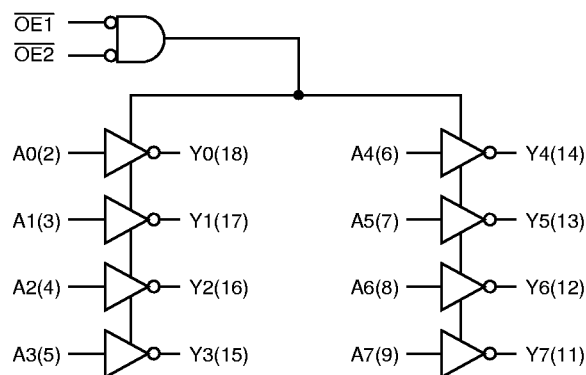 OE1
OE2
A0(2) Y0(18) A4(6) Y4(14)
A1(3) Y1(17) A5(7) Y5(13)
A2(4) Y2(16) A6(8) Y6(12)
A3(5) Y3(15) A7(9) Y7(11)